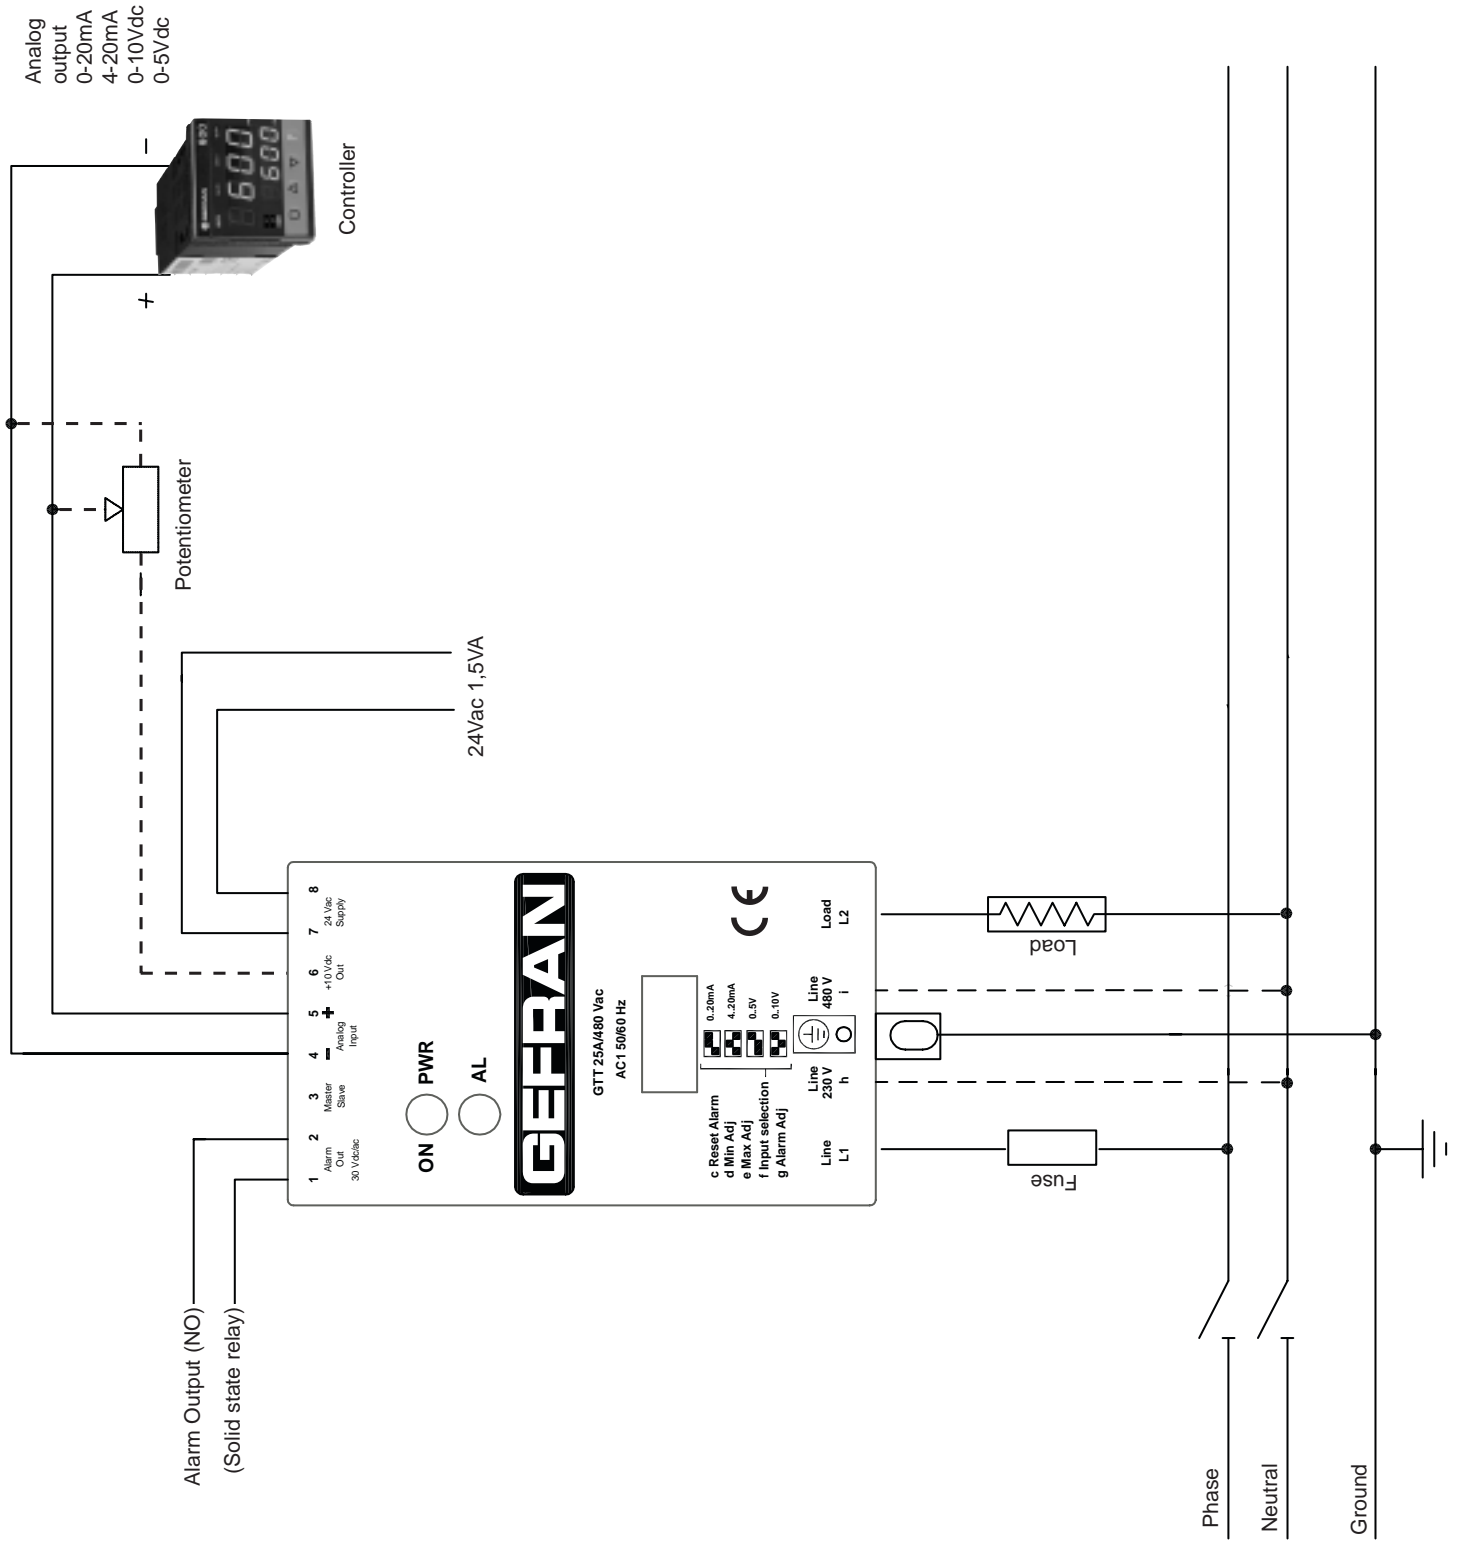 Analog
output
0-20mA
4-20mA
0-10Vdc
0-5Vdc
–
+
600
600
F
Controller
Potentiometer
24Vac 1,5VA
Alarm Output (NO)
(Solid state relay)
1 2 3 4 5 6 7 8
Alarm
Out
30 Vdc/ac
Master
Slave
– +
Analog
Input
+10 Vdc
Out
24 Vac
Supply
ON PWR
AL
GEFRAN
GTT 25A/480 Vac
AC1 50/60 Hz
CE
c Reset Alarm
d Min Adj
e Max Adj
f Input selection
g Alarm Adj
0..20mA
4..20mA
0..5V
0..10V
Line
L1
Line
230 V
h
Line
480 V
i
Load
L2
Fuse
Load
Phase
Neutral
Ground